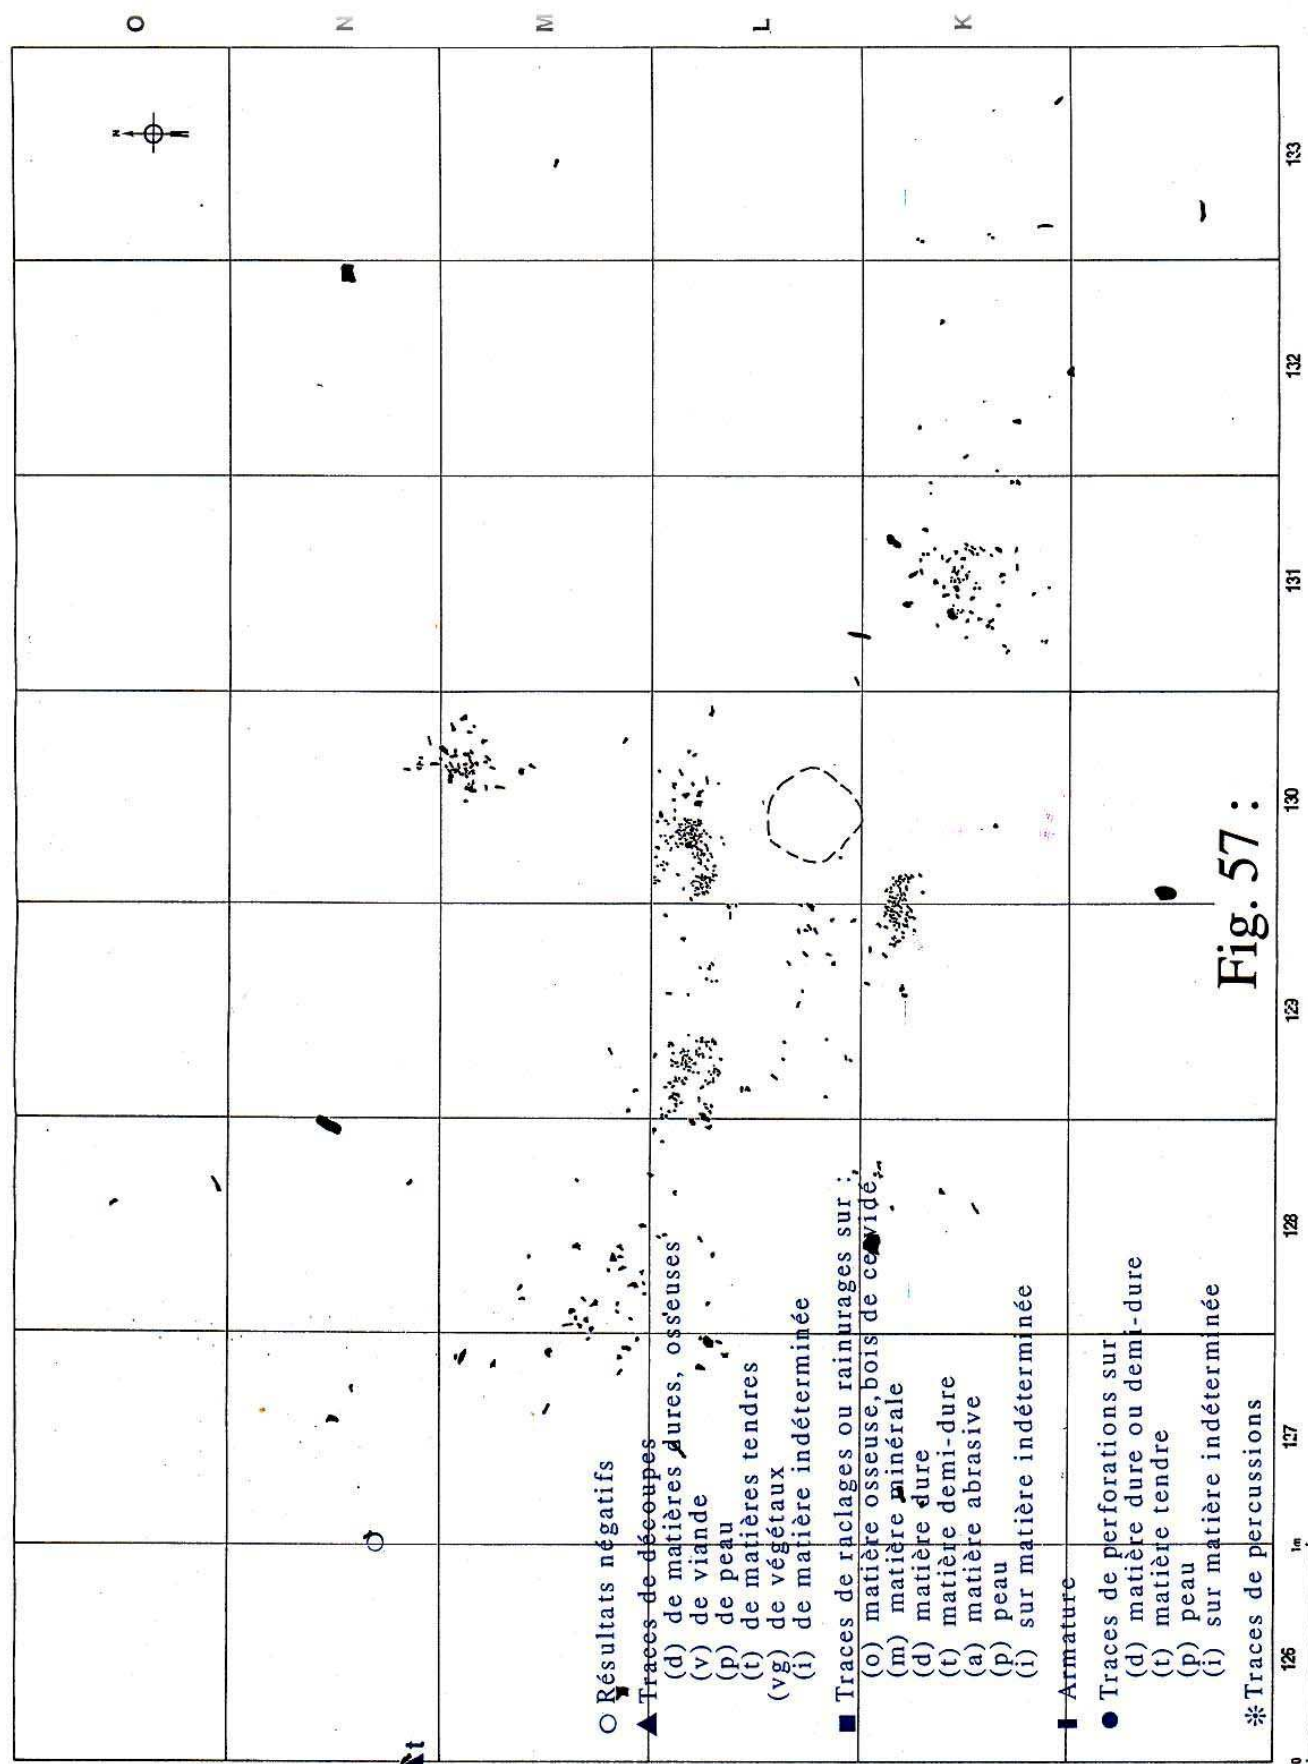 O
N
M
L
K
N
133
132
131
130
129
128
127
126
1m
0
t
○ Résultats négatifs
▲ Traces de découpes
(d) de matières dures, osseuses
(v) de viande
(p) de peau
(t) de matières tendres
(vg) de végétaux
(i) de matière indéterminée
■ Traces de raclages ou rainurages sur :
(o) matière osseuse, bois de cervidé
(m) matière minérale
(d) matière dure
(t) matière demi-dure
(a) matière abrasive
(p) peau
(i) sur matière indéterminée
▮ Armature
● Traces de perforations sur
(d) matière dure ou demi-dure
(t) matière tendre
(p) peau
(i) sur matière indéterminée
※ Traces de percussions
Fig. 57 :